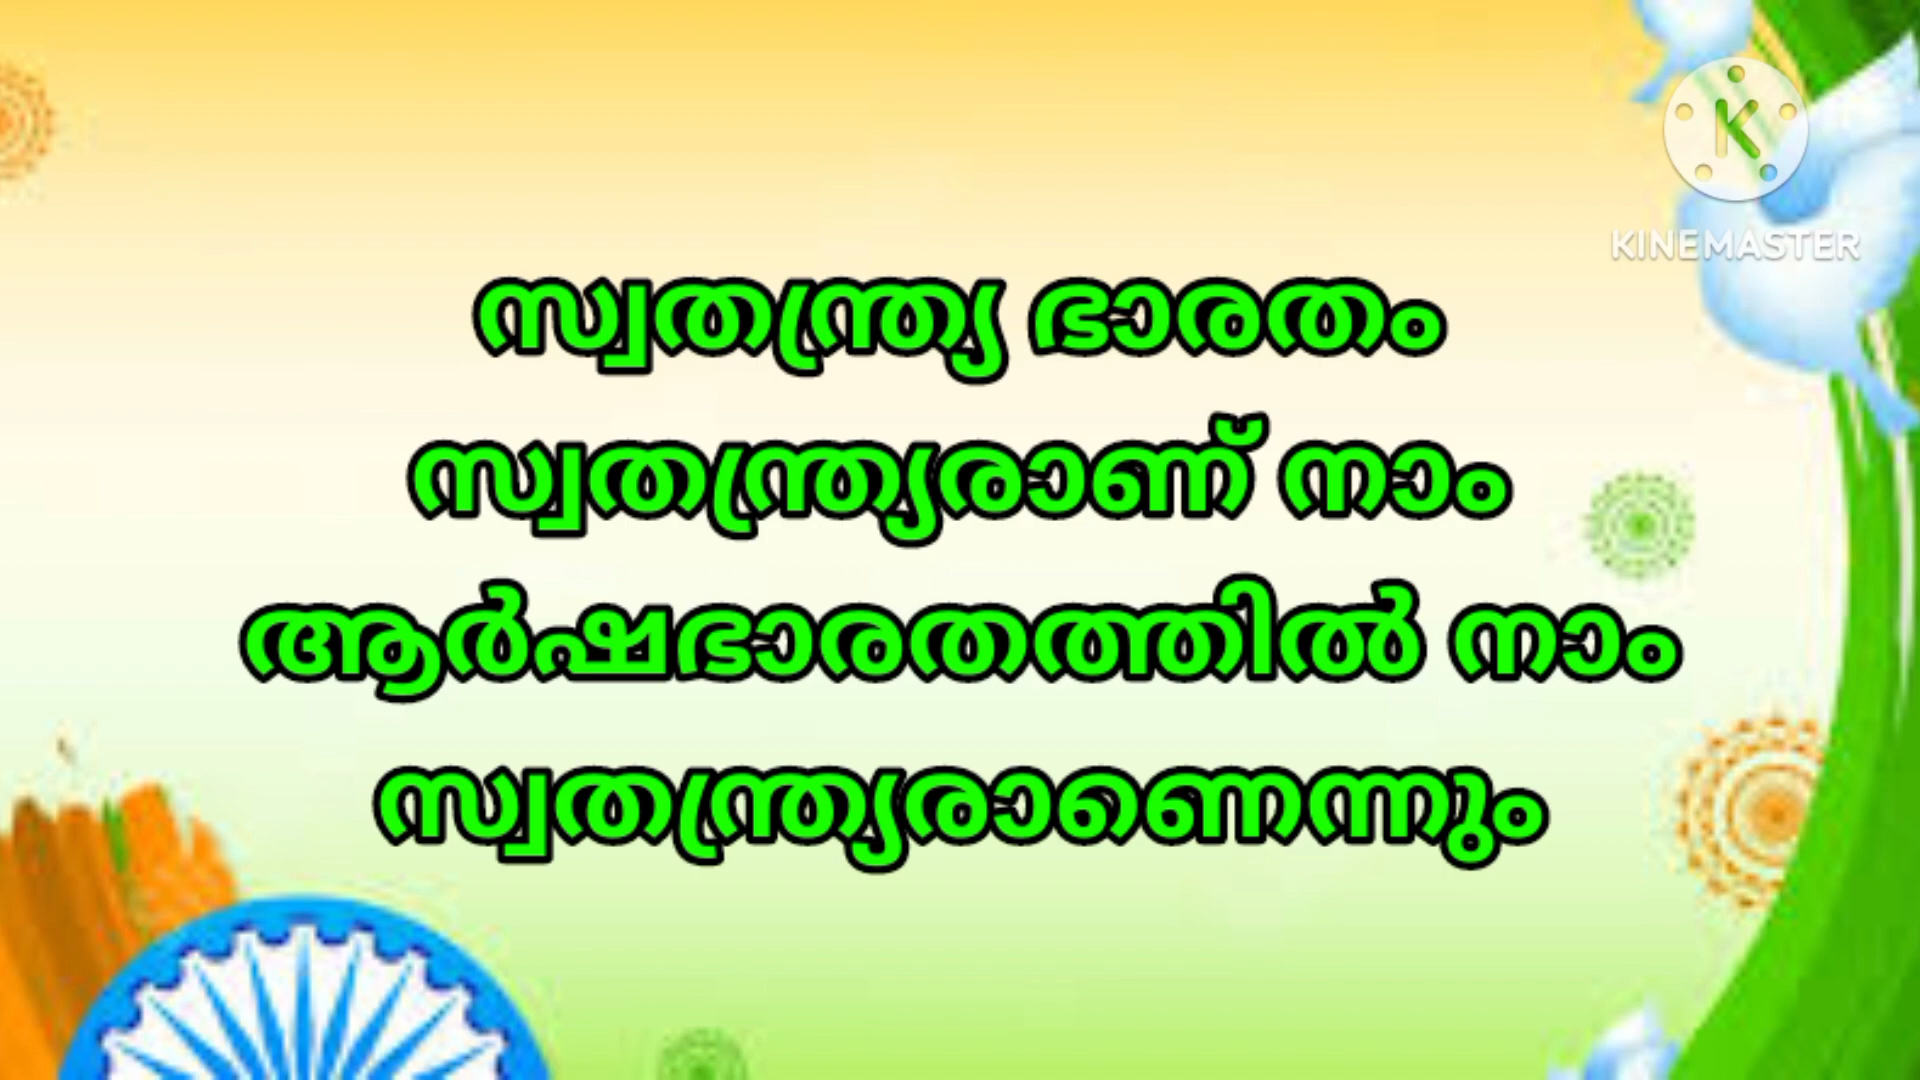 KINEMASTER
സ്വതന്ത്ര്യ ഭാരതം
സ്വതന്ത്ര്യരാണ് നാം
ആർഷഭാരതത്തിൽ നാം
സ്വതന്ത്ര്യരാണെന്നും